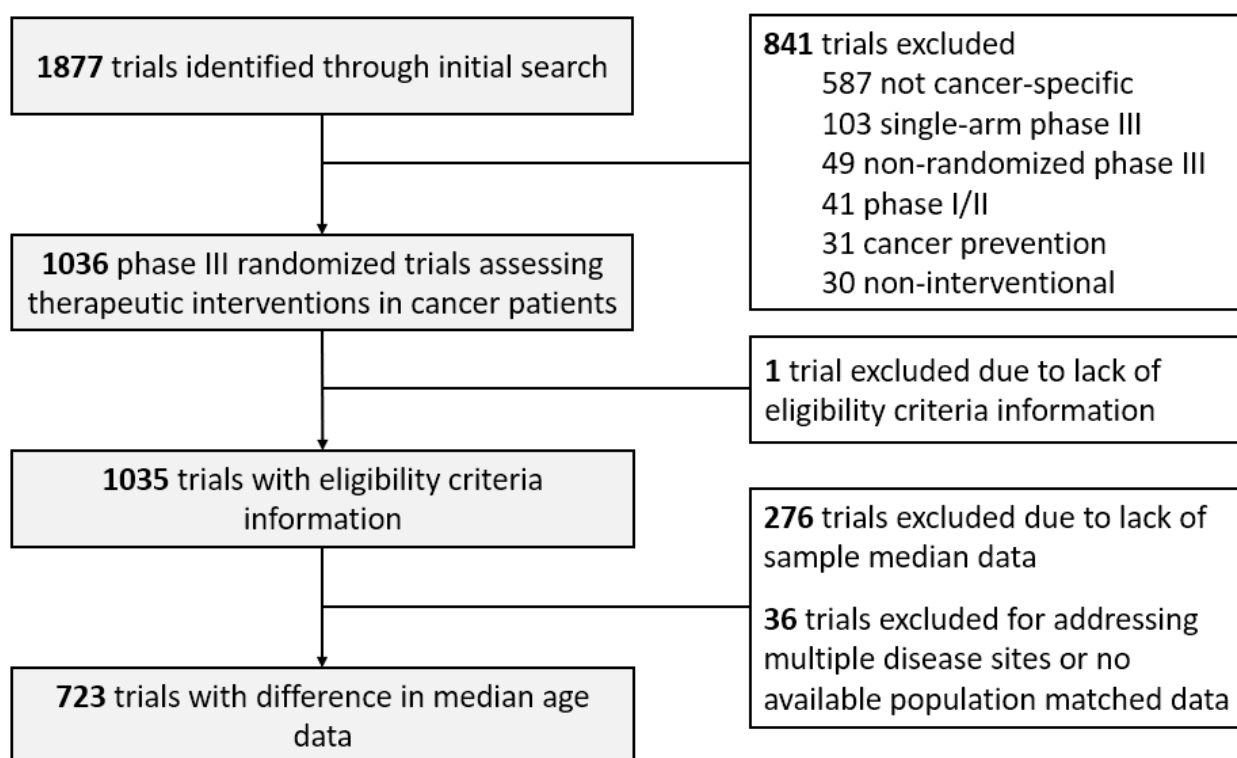 1877 trials identified through initial search
841 trials excluded
587 not cancer-specific
103 single-arm phase III
49 non-randomized phase III
41 phase I/II
31 cancer prevention
30 non-interventional
1036 phase III randomized trials assessing
therapeutic interventions in cancer patients
1 trial excluded due to lack of
eligibility criteria information
1035 trials with eligibility criteria
information
276 trials excluded due to lack of
sample median data
36 trials excluded for addressing
multiple disease sites or no
available population matched data
723 trials with difference in median age
data